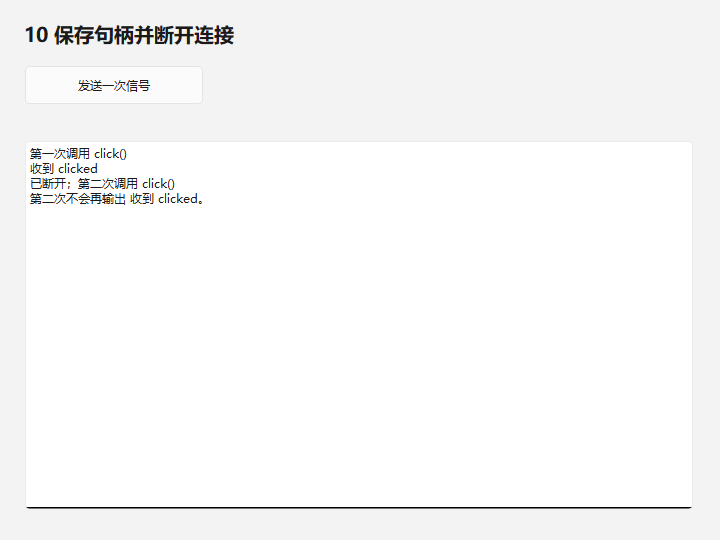 10 保存句柄并断开连接
发送一次信号
第一次调用 click()
收到 clicked
已断开；第二次调用 click()
第二次不会再输出 收到 clicked。